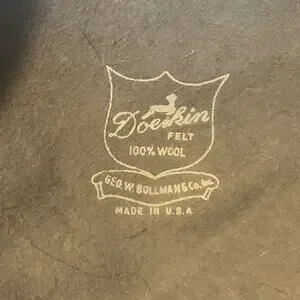 Doeskin
FELT
100% WOOL
GEO. W. BOLLMAN & Co., Inc.
MADE IN U.S.A